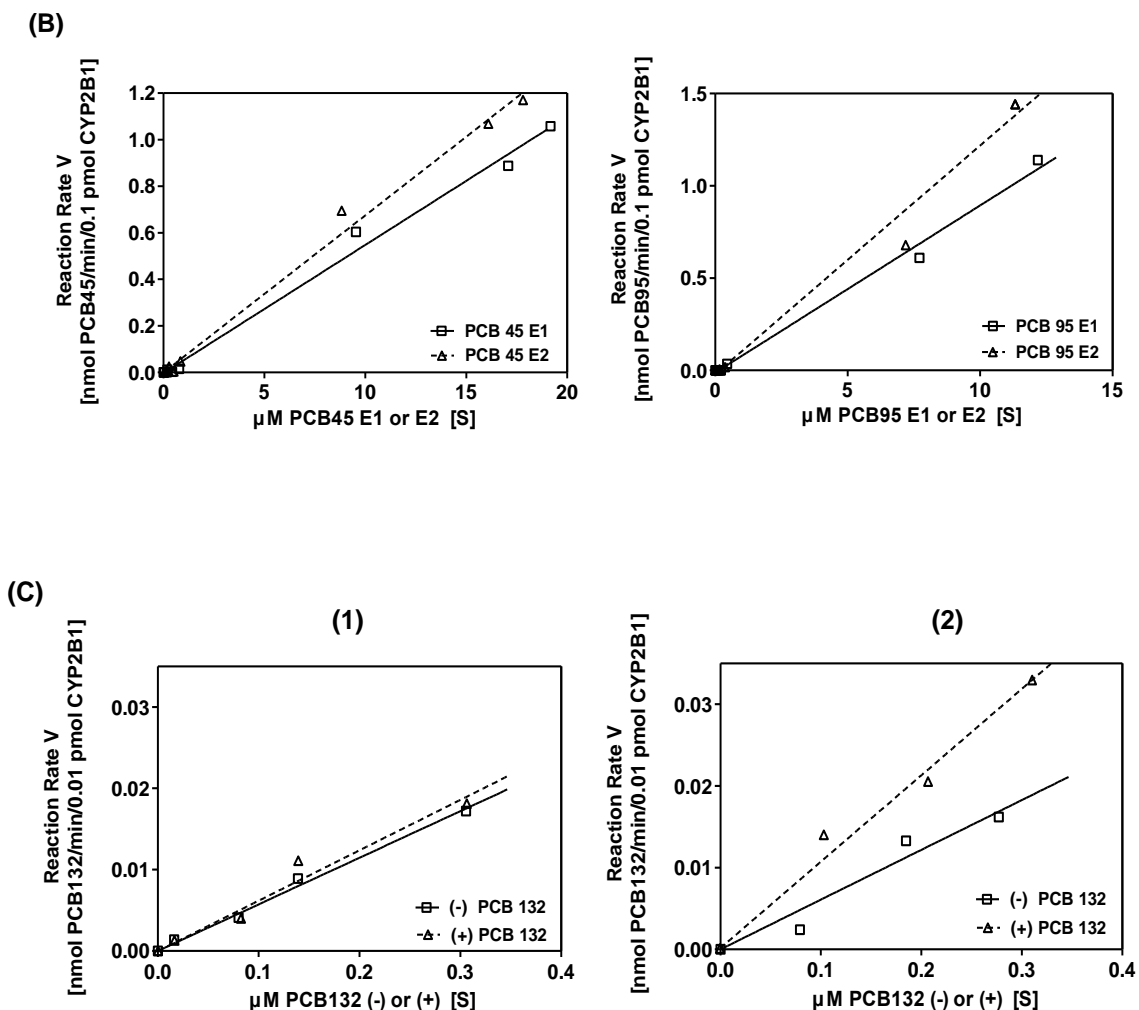 (B)
Reaction Rate V
[nmol PCB45/min/0.1 pmol CYP2B1]
1.2
1.0
0.8
0.6
0.4
0.2
0.0
0
5
10
15
20
PCB 45 E1
PCB 45 E2
µM PCB45 E1 or E2 [S]
Reaction Rate V
[nmol PCB95/min/0.1 pmol CYP2B1]
1.5
1.0
0.5
0.0
0
5
10
15
PCB 95 E1
PCB 95 E2
µM PCB95 E1 or E2 [S]
(C)
(1)
Reaction Rate V
[nmol PCB132/min/0.01 pmol CYP2B1]
0.03
0.02
0.01
0.00
0.0
0.1
0.2
0.3
0.4
(-) PCB 132
(+) PCB 132
µM PCB132 (-) or (+) [S]
(2)
Reaction Rate V
[nmol PCB132/min/0.01 pmol CYP2B1]
0.03
0.02
0.01
0.00
0.0
0.1
0.2
0.3
0.4
(-) PCB 132
(+) PCB 132
µM PCB132 (-) or (+) [S]